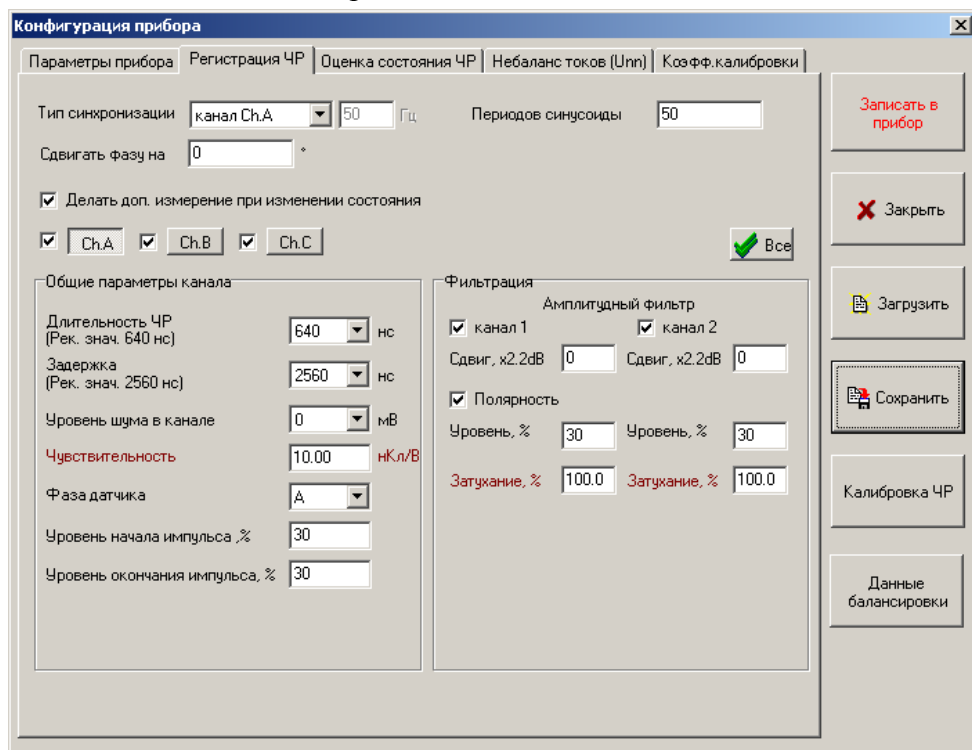 Конфигурация прибора
Параметры прибора Регистрация ЧР Оценка состояния ЧР Небаланс токов (Unn) Коэфф.калибровки
Тип синхронизации канал Ch.A 50 Гц Периодов синусоиды 50
Сдвигать фазу на 0 °
Делать доп. измерение при изменении состояния
Ch.A Ch.B Ch.C Все
Общие параметры канала
Длительность ЧР
(Рек. знач. 640 нс)
640 нс
Задержка
(Рек. знач. 2560 нс)
2560 нс
Уровень шума в канале 0 мВ
Чувствительность 10.00 нКл/В
Фаза датчика A
Уровень начала импульса ,% 30
Уровень окончания импульса, % 30
Фильтрация
Амплитудный фильтр
канал 1 канал 2
Сдвиг, x2.2dB 0 Сдвиг, x2.2dB 0
Полярность
Уровень, % 30 Уровень, % 30
Затухание, % 100.0 Затухание, % 100.0
Записать в
прибор
Закрыть
Загрузить
Сохранить
Калибровка ЧР
Данные
балансировки